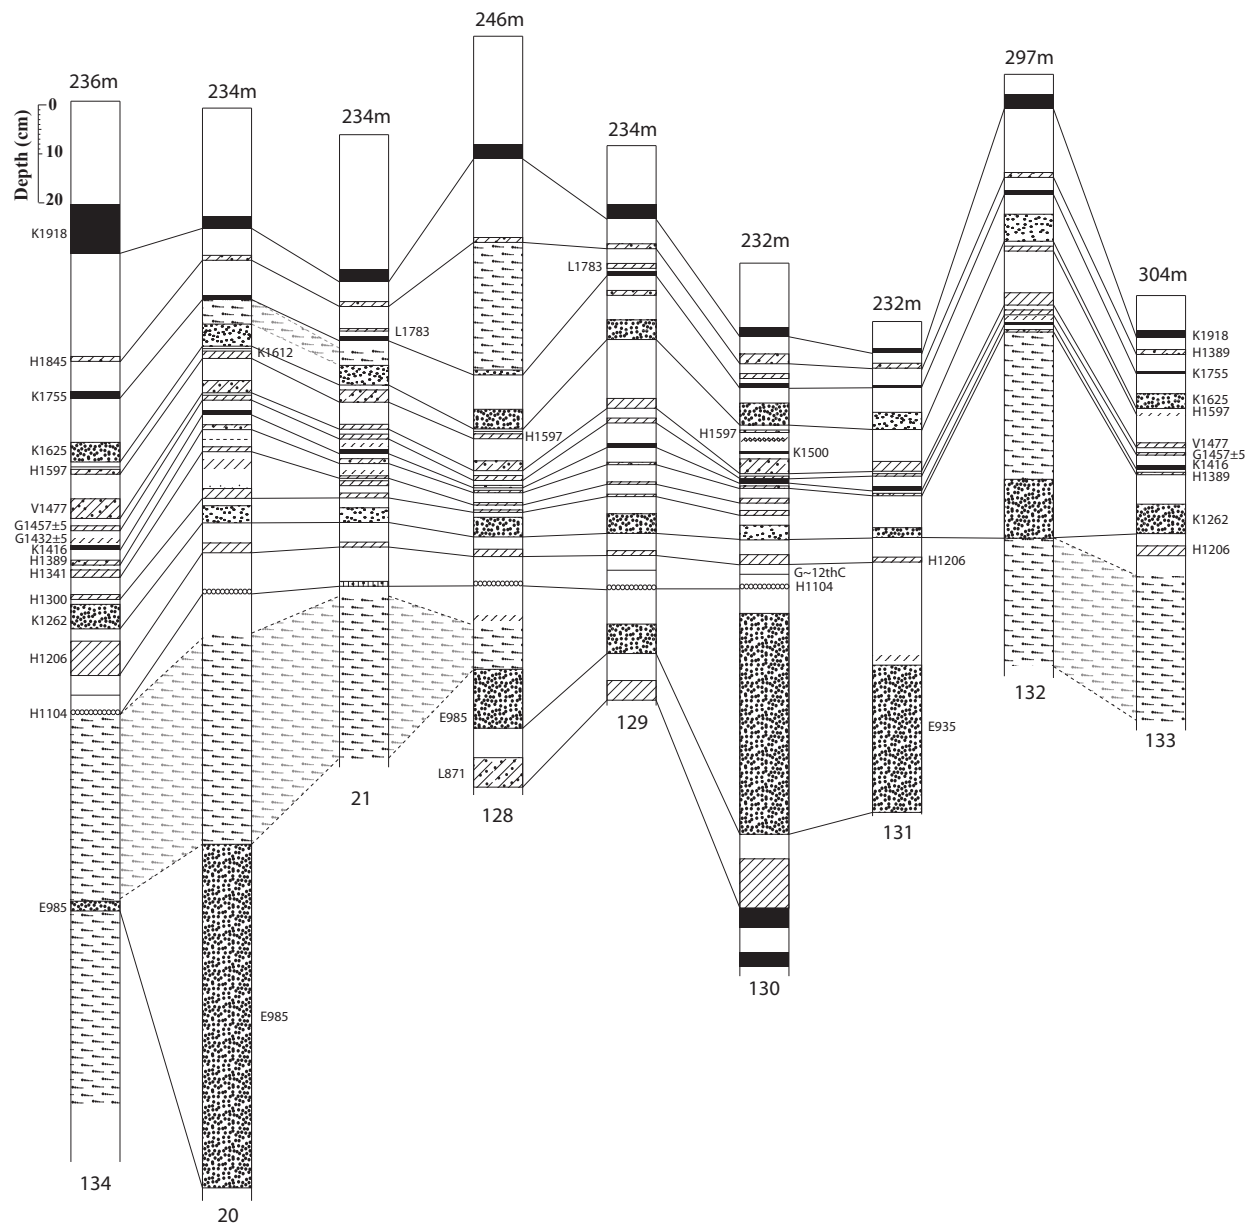 246m
297m
236m
234m
234m
234m
232m
232m
304m
Depth (cm)
0
10
20
K1918
H1845
K1755
K1625
H1597
V1477
G1457±5
G1432±5
K1416
H1389
H1341
H1300
K1262
H1206
H1104
E985
134
K1612
E985
20
L1783
21
H1597
E985
L871
128
L1783
129
H1597
K1500
G~12thC
H1104
130
H1206
E935
131
132
K1918
H1389
K1755
K1625
H1597
V1477
G1457±5
K1416
H1389
K1262
H1206
133